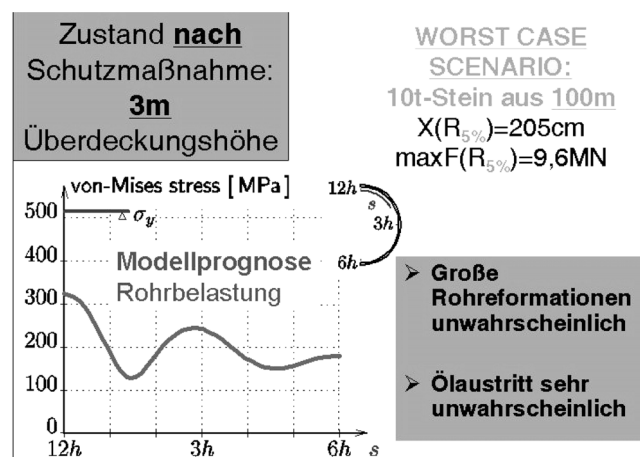 Zustand nach
Schutzmaßnahme:
3m
Überdeckungshöhe
WORST CASE
SCENARIO:
10t-Stein aus 100m
X(R5%)=205cm
maxF(R5%)=9,6MN
von-Mises stress [MPa]
500
400
300
200
100
0
σy
Modellprognose
Rohrbelastung
12h
3h
6h
s
12h
s
3h
6h
➢ Große
Rohreformationen
unwahrscheinlich
➢ Ölaustritt sehr
unwahrscheinlich